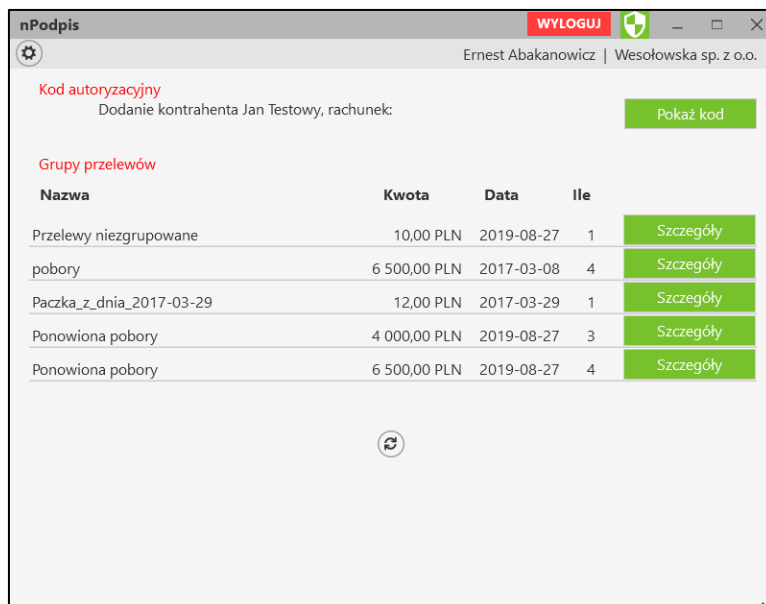 nPodpis WYLOGUJ
Ernest Abakanowicz | Wesołowska sp. z o.o.
Kod autoryzacyjny
Dodanie kontrahenta Jan Testowy, rachunek: Pokaż kod
Grupy przelewów
Nazwa Kwota Data Ile
Przelewy niezgrupowane 10,00 PLN 2019-08-27 1 Szczegóły
pobory 6 500,00 PLN 2017-03-08 4 Szczegóły
Paczka_z_dnia_2017-03-29 12,00 PLN 2017-03-29 1 Szczegóły
Ponowiona pobory 4 000,00 PLN 2019-08-27 3 Szczegóły
Ponowiona pobory 6 500,00 PLN 2019-08-27 4 Szczegóły